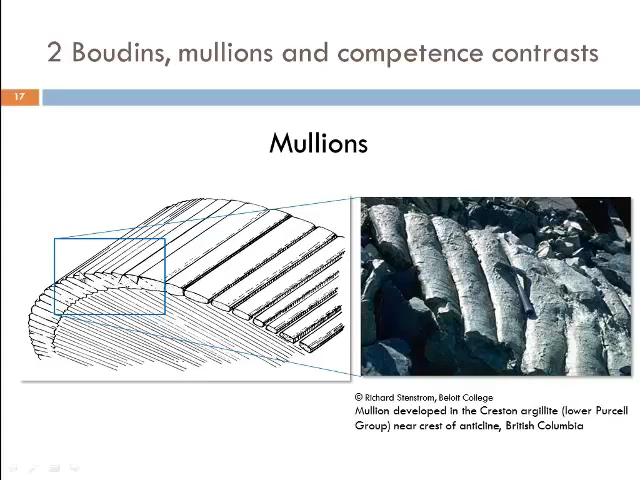 2 Boudins, mullions and competence contrasts
17
Mullions
© Richard Stenstrom, Beloit College
Mullion developed in the Creston argillite (lower Purcell
Group) near crest of anticline, British Columbia